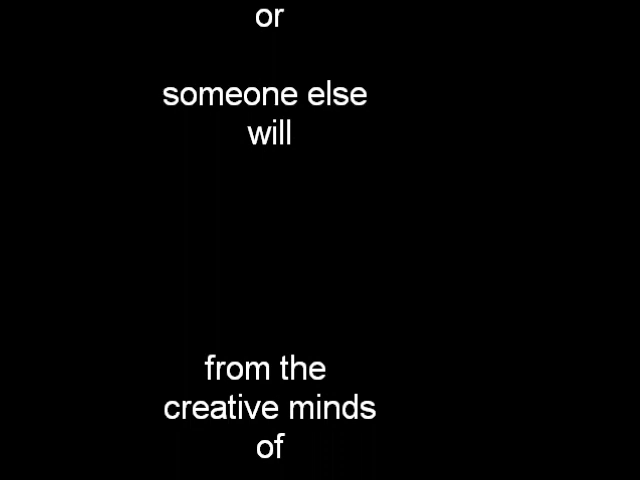 or
someone else
will
from the
creative minds
of